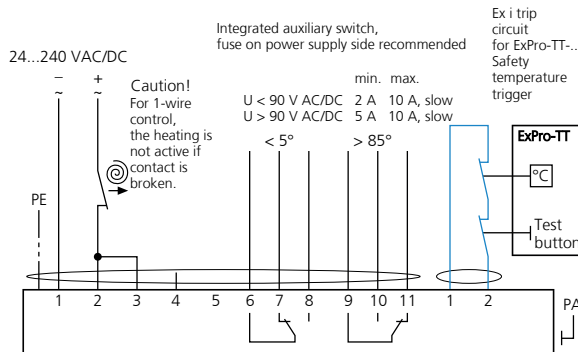 24...240 VAC/DC
− +
~ ~
Caution!
For 1-wire
control,
the heating is
not active if
contact is
broken.
Integrated auxiliary switch,
fuse on power supply side recommended
min. max.
U < 90 V AC/DC 2 A 10 A, slow
U > 90 V AC/DC 5 A 10 A, slow
< 5° > 85°
Ex i trip
circuit
for ExPro-TT-...
Safety
temperature
trigger
ExPro-TT
°C
Test
button
PE
1 2 3 4 5 6 7 8 9 10 11 1 2
PA